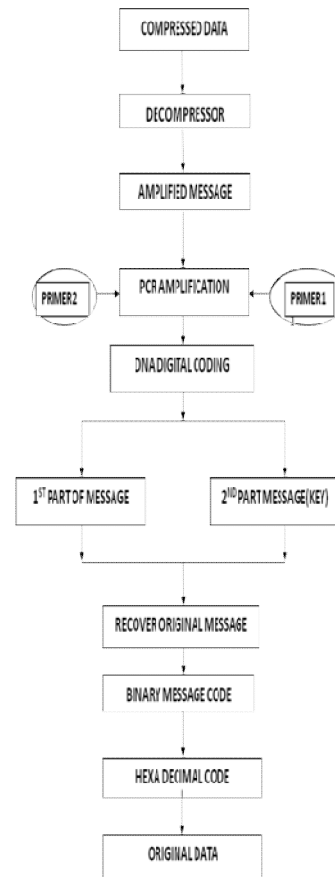 COMPRESSED DATA
DECOMPRESSOR
AMPLIFIED MESSAGE
PRIMER2
PCR AMPLIFICATION
PRIMER1
DNADIGITAL CODING
1ST PART OF MESSAGE
2ND PART MESSAGE(KEY)
RECOVER ORIGINAL MESSAGE
BINARY MESSAGE CODE
HEXA DECIMAL CODE
ORIGINAL DATA